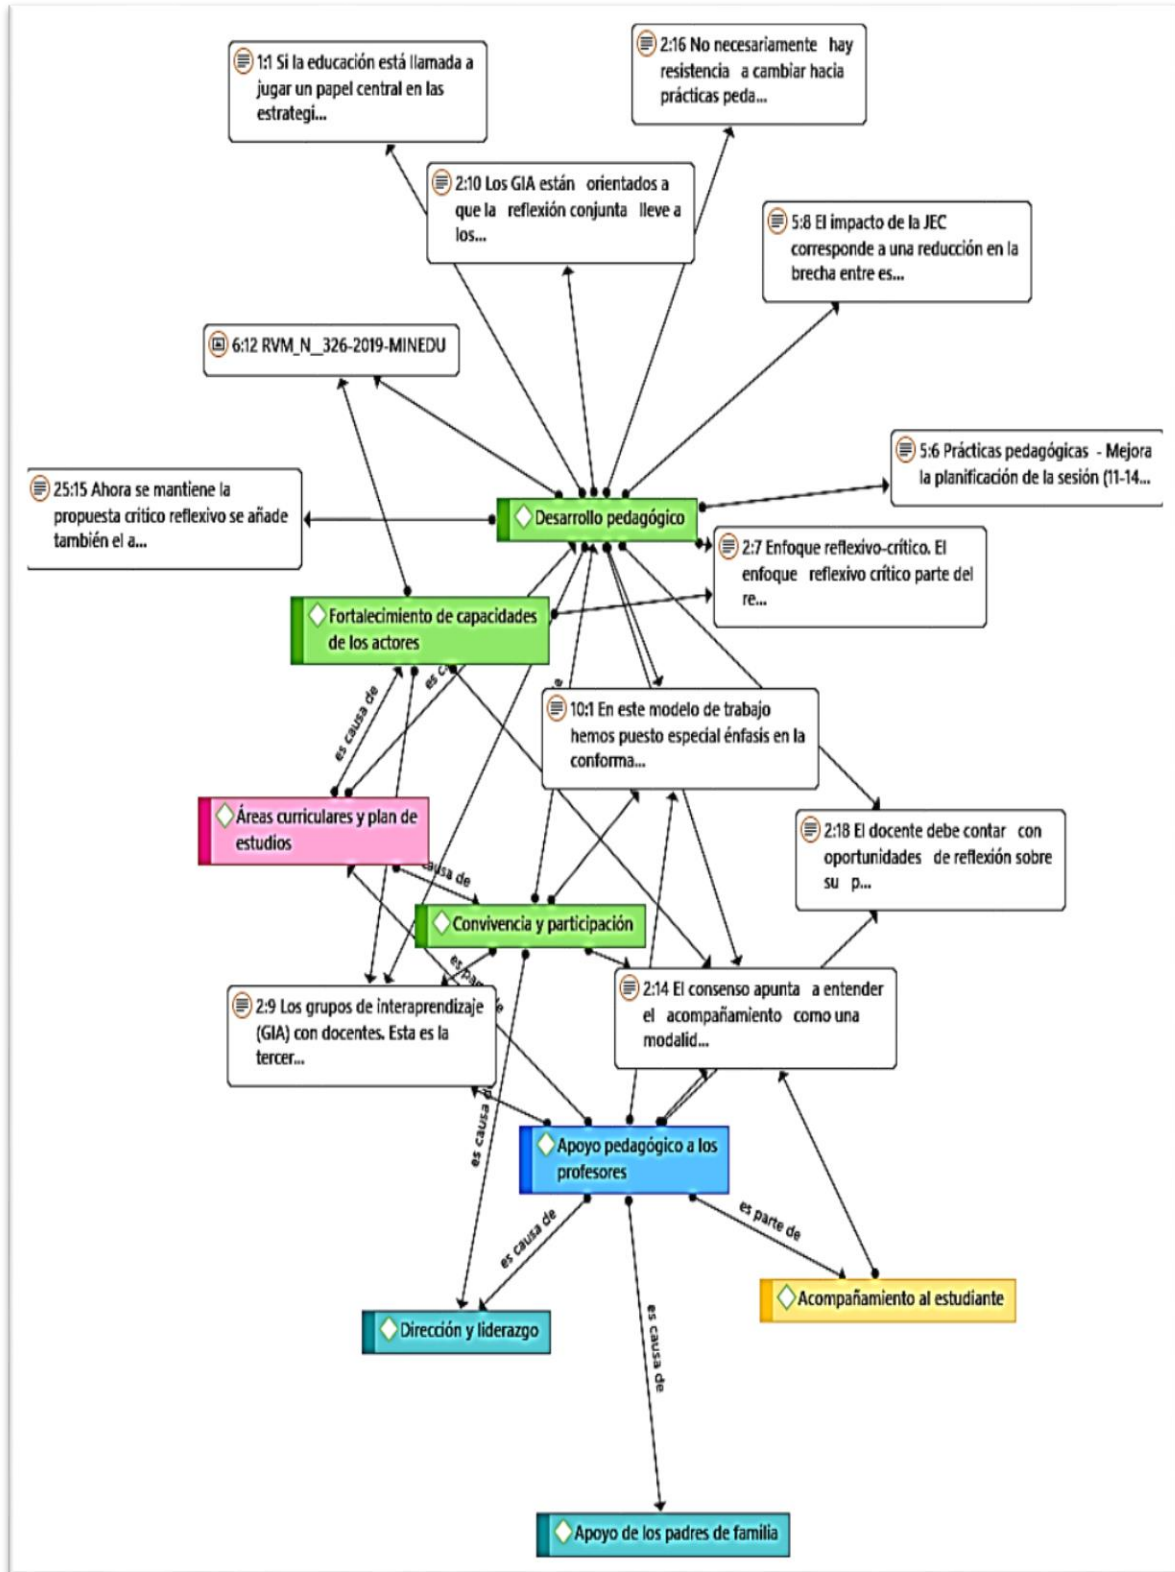 1:1 Si la educación está llamada a
jugar un papel central en las
estrategi...
2:16 No necesariamente hay
resistencia a cambiar hacia
prácticas peda...
2:10 Los GIA están orientados a
que la reflexión conjunta lleve a
los...
5:8 El impacto de la JEC
corresponde a una reducción en la
brecha entre es...
6:12 RVM_N__326-2019-MINEDU
5:6 Prácticas pedagógicas - Mejora
la planificación de la sesión (11-14...
25:15 Ahora se mantiene la
propuesta critico reflexivo se añade
también el a...
Desarrollo pedagógico
2:7 Enfoque reflexivo-crítico. El
enfoque reflexivo crítico parte del
re...
Fortalecimiento de capacidades
de los actores
es ca
es causa de
e
10:1 En este modelo de trabajo
hemos puesto especial énfasis en la
conforma...
Áreas curriculares y plan de
estudios
causa de
2:18 El docente debe contar con
oportunidades de reflexión sobre
su p...
Convivencia y participación
es parte de
2:9 Los grupos de interaprendizaje
(GIA) con docentes. Esta es la
tercer...
2:14 El consenso apunta a entender
el acompañamiento como una
modalid...
es causa d
Apoyo pedagógico a los
profesores
es causa de
es parte de
es causa de
Acompañamiento al estudiante
Dirección y liderazgo
Apoyo de los padres de familia